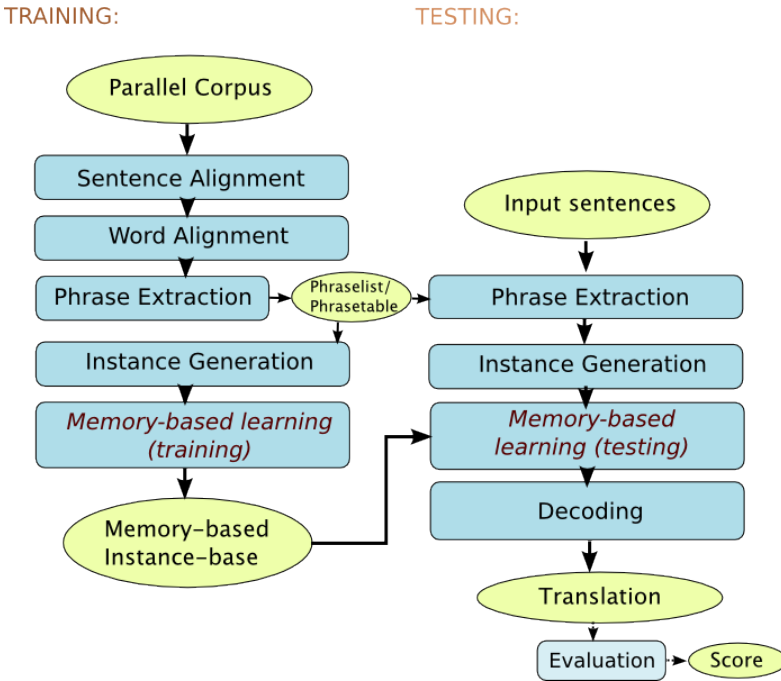 TRAINING:
TESTING:
Parallel Corpus
Sentence Alignment
Word Alignment
Phrase Extraction
Phraselist/
Phrasetable
Instance Generation
Memory-based learning
(training)
Memory-based
Instance-base
Input sentences
Phrase Extraction
Instance Generation
Memory-based
learning (testing)
Decoding
Translation
Evaluation
Score